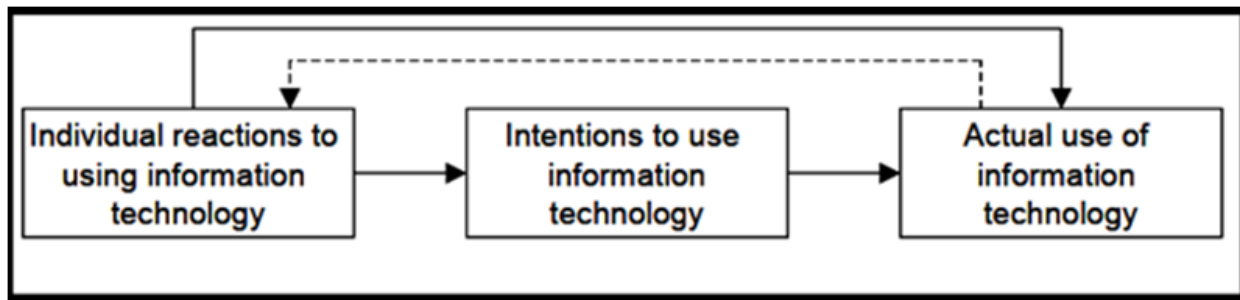 Individual reactions to
using information
technology
Intentions to use
information
technology
Actual use of
information
technology